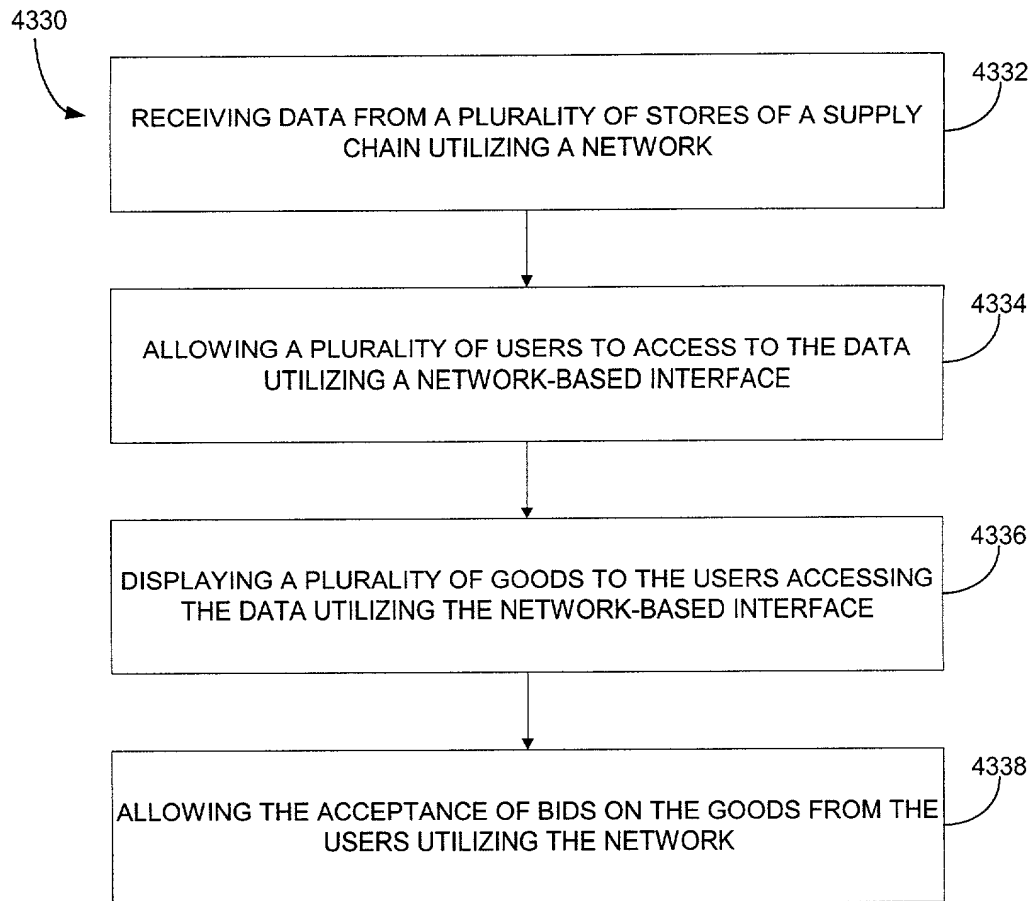 4330
4332
RECEIVING DATA FROM A PLURALITY OF STORES OF A SUPPLY
CHAIN UTILIZING A NETWORK
4334
ALLOWING A PLURALITY OF USERS TO ACCESS TO THE DATA
UTILIZING A NETWORK-BASED INTERFACE
4336
DISPLAYING A PLURALITY OF GOODS TO THE USERS ACCESSING
THE DATA UTILIZING THE NETWORK-BASED INTERFACE
4338
ALLOWING THE ACCEPTANCE OF BIDS ON THE GOODS FROM THE
USERS UTILIZING THE NETWORK